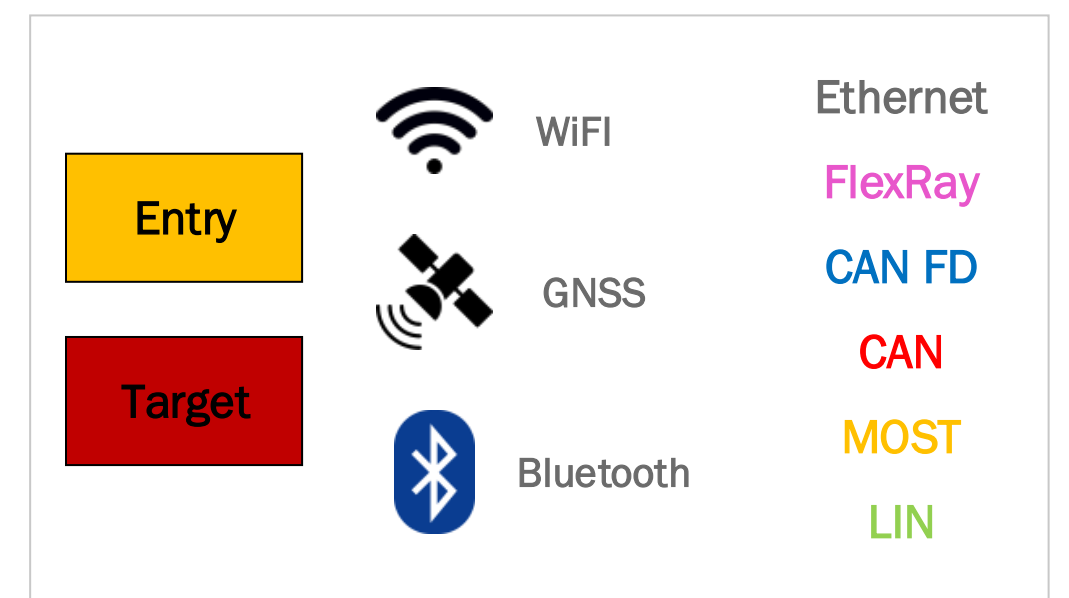 Entry
Target
WiFI
GNSS
Bluetooth
Ethernet
FlexRay
CAN FD
CAN
MOST
LIN